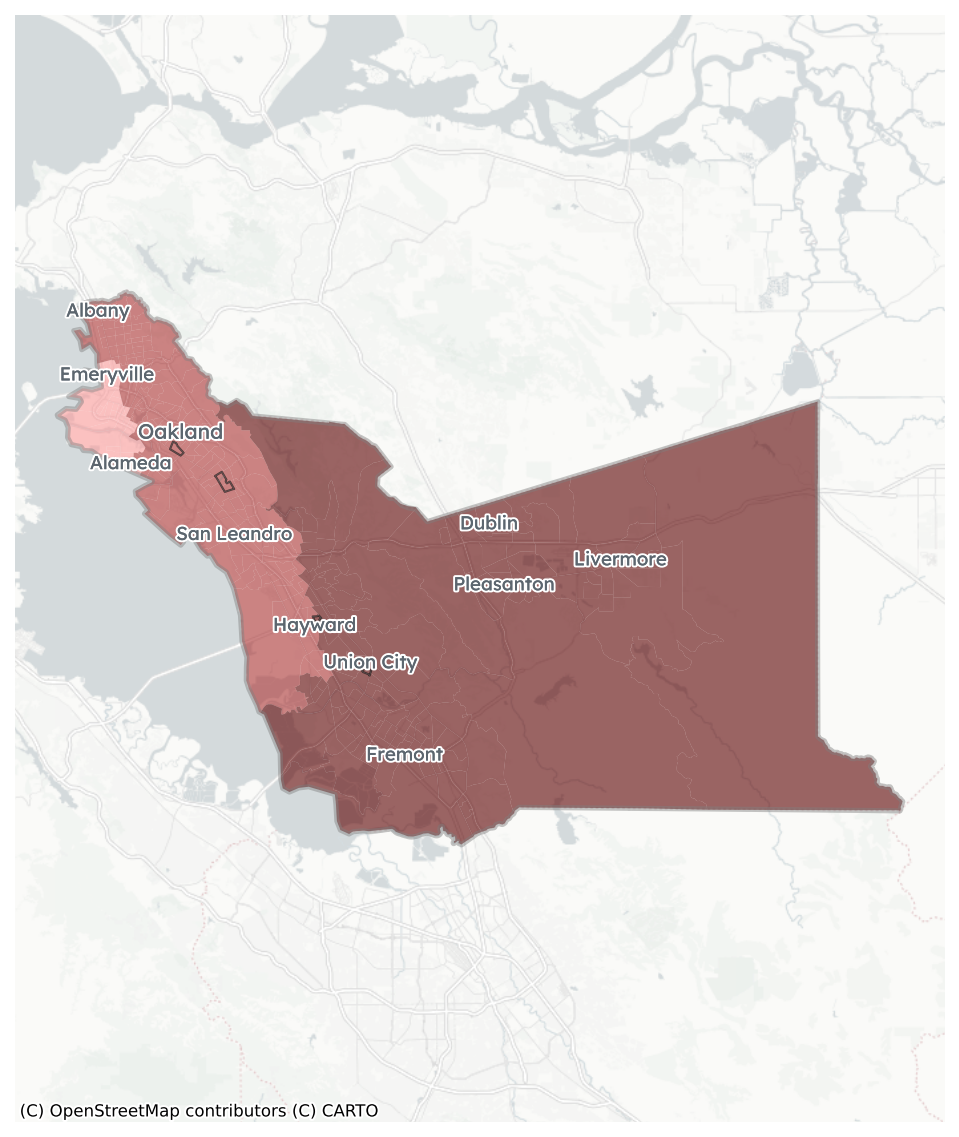 Albany
Emeryville
Oakland
Alameda
Dublin
San Leandro
Livermore
Pleasanton
Hayward
Union City
Fremont
(C) OpenStreetMap contributors (C) CARTO